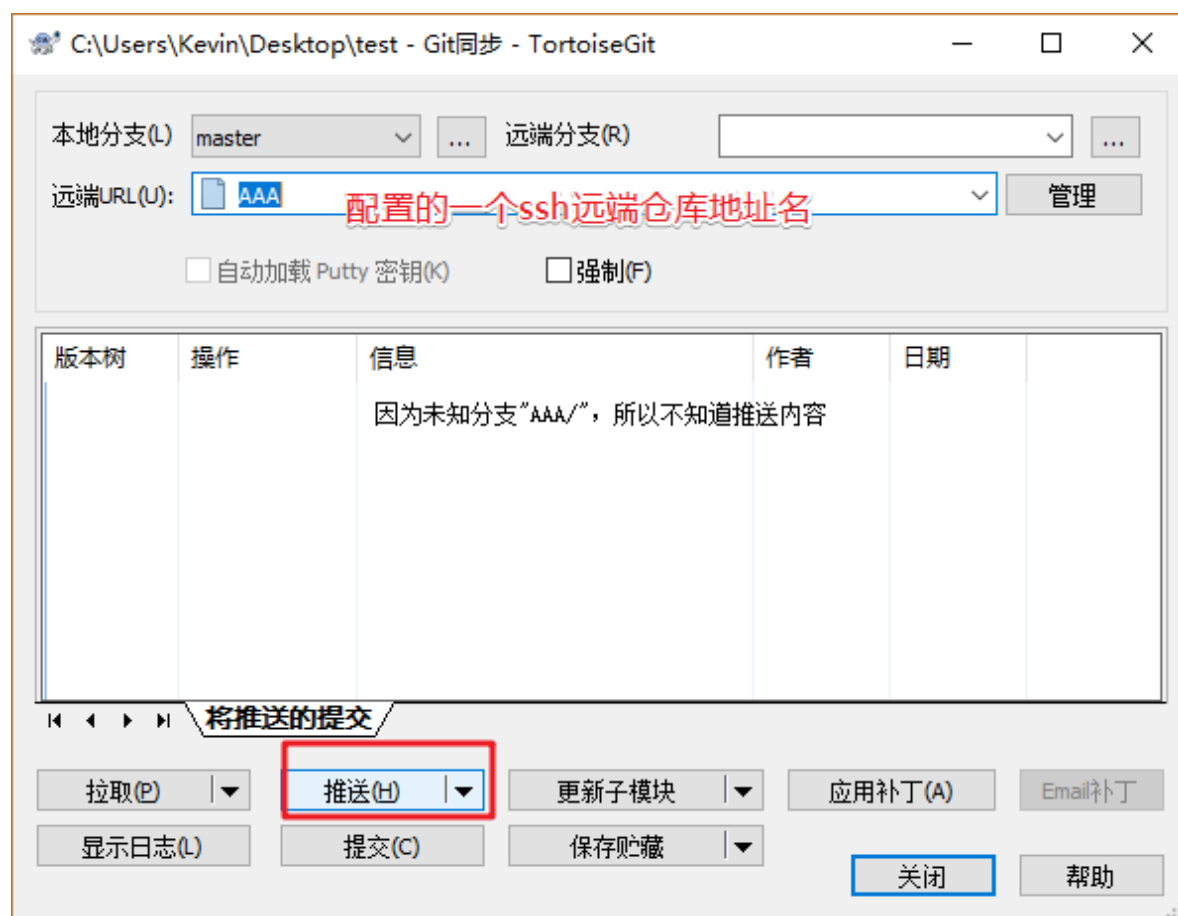 C:\Users\Kevin\Desktop\test - Git同步 - TortoiseGit
本地分支(L) master ... 远端分支(R) ...
远端URL(U): AAA 管理
配置的一个ssh远端仓库地址名
自动加载 Putty 密钥(K) 强制(F)
版本树 操作 信息 作者 日期
因为未知分支"AAA/"，所以不知道推送内容
将推送的提交
拉取(P) 推送(H) 更新子模块 应用补丁(A) Email补丁
显示日志(L) 提交(C) 保存贮藏
关闭 帮助